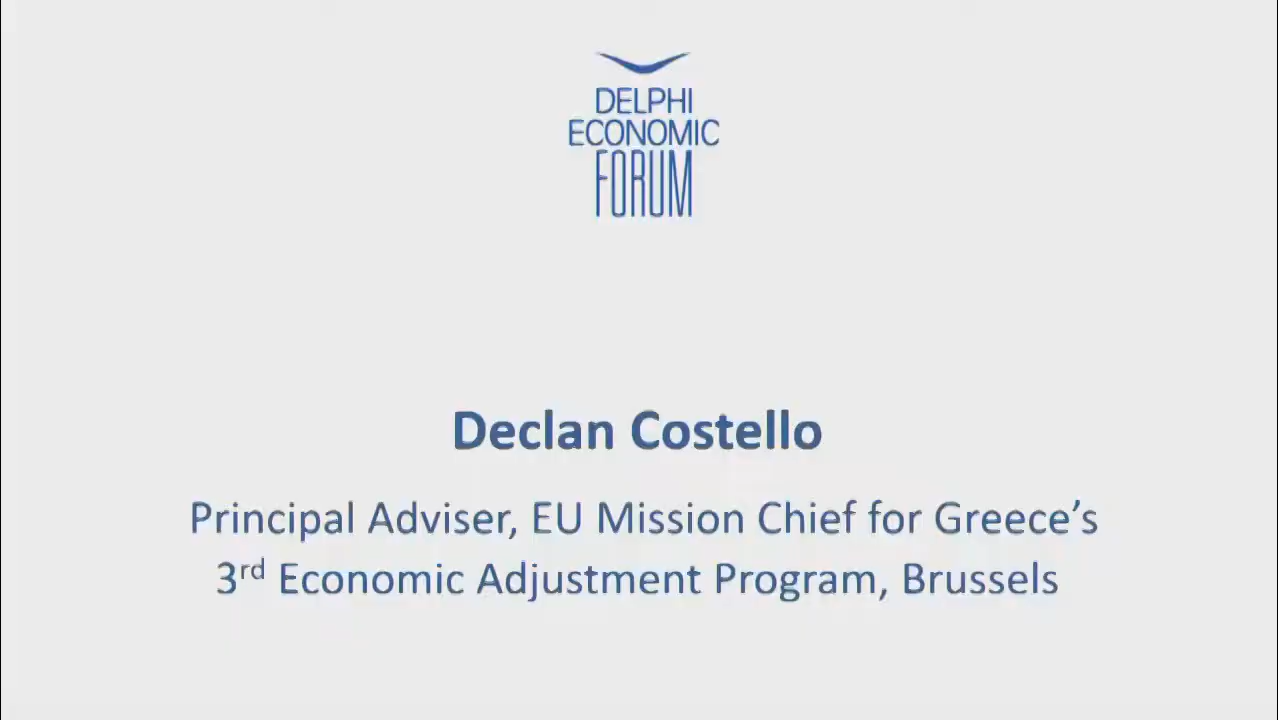 DELPHI
ECONOMIC
FORUM
Declan Costello
Principal Adviser, EU Mission Chief for Greece’s
3rd Economic Adjustment Program, Brussels